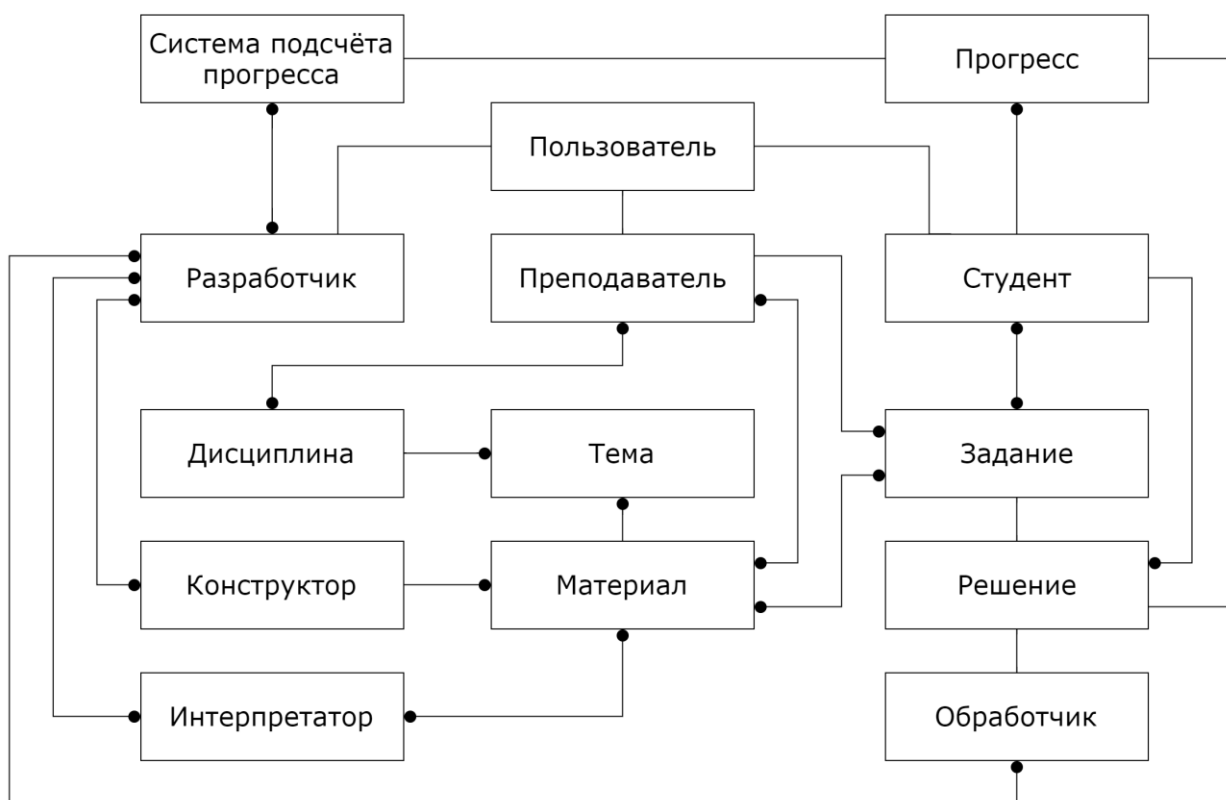 Система подсчёта
прогресса
Прогресс
Пользователь
Разработчик
Преподаватель
Студент
Дисциплина
Тема
Задание
Конструктор
Материал
Решение
Интерпретатор
Обработчик